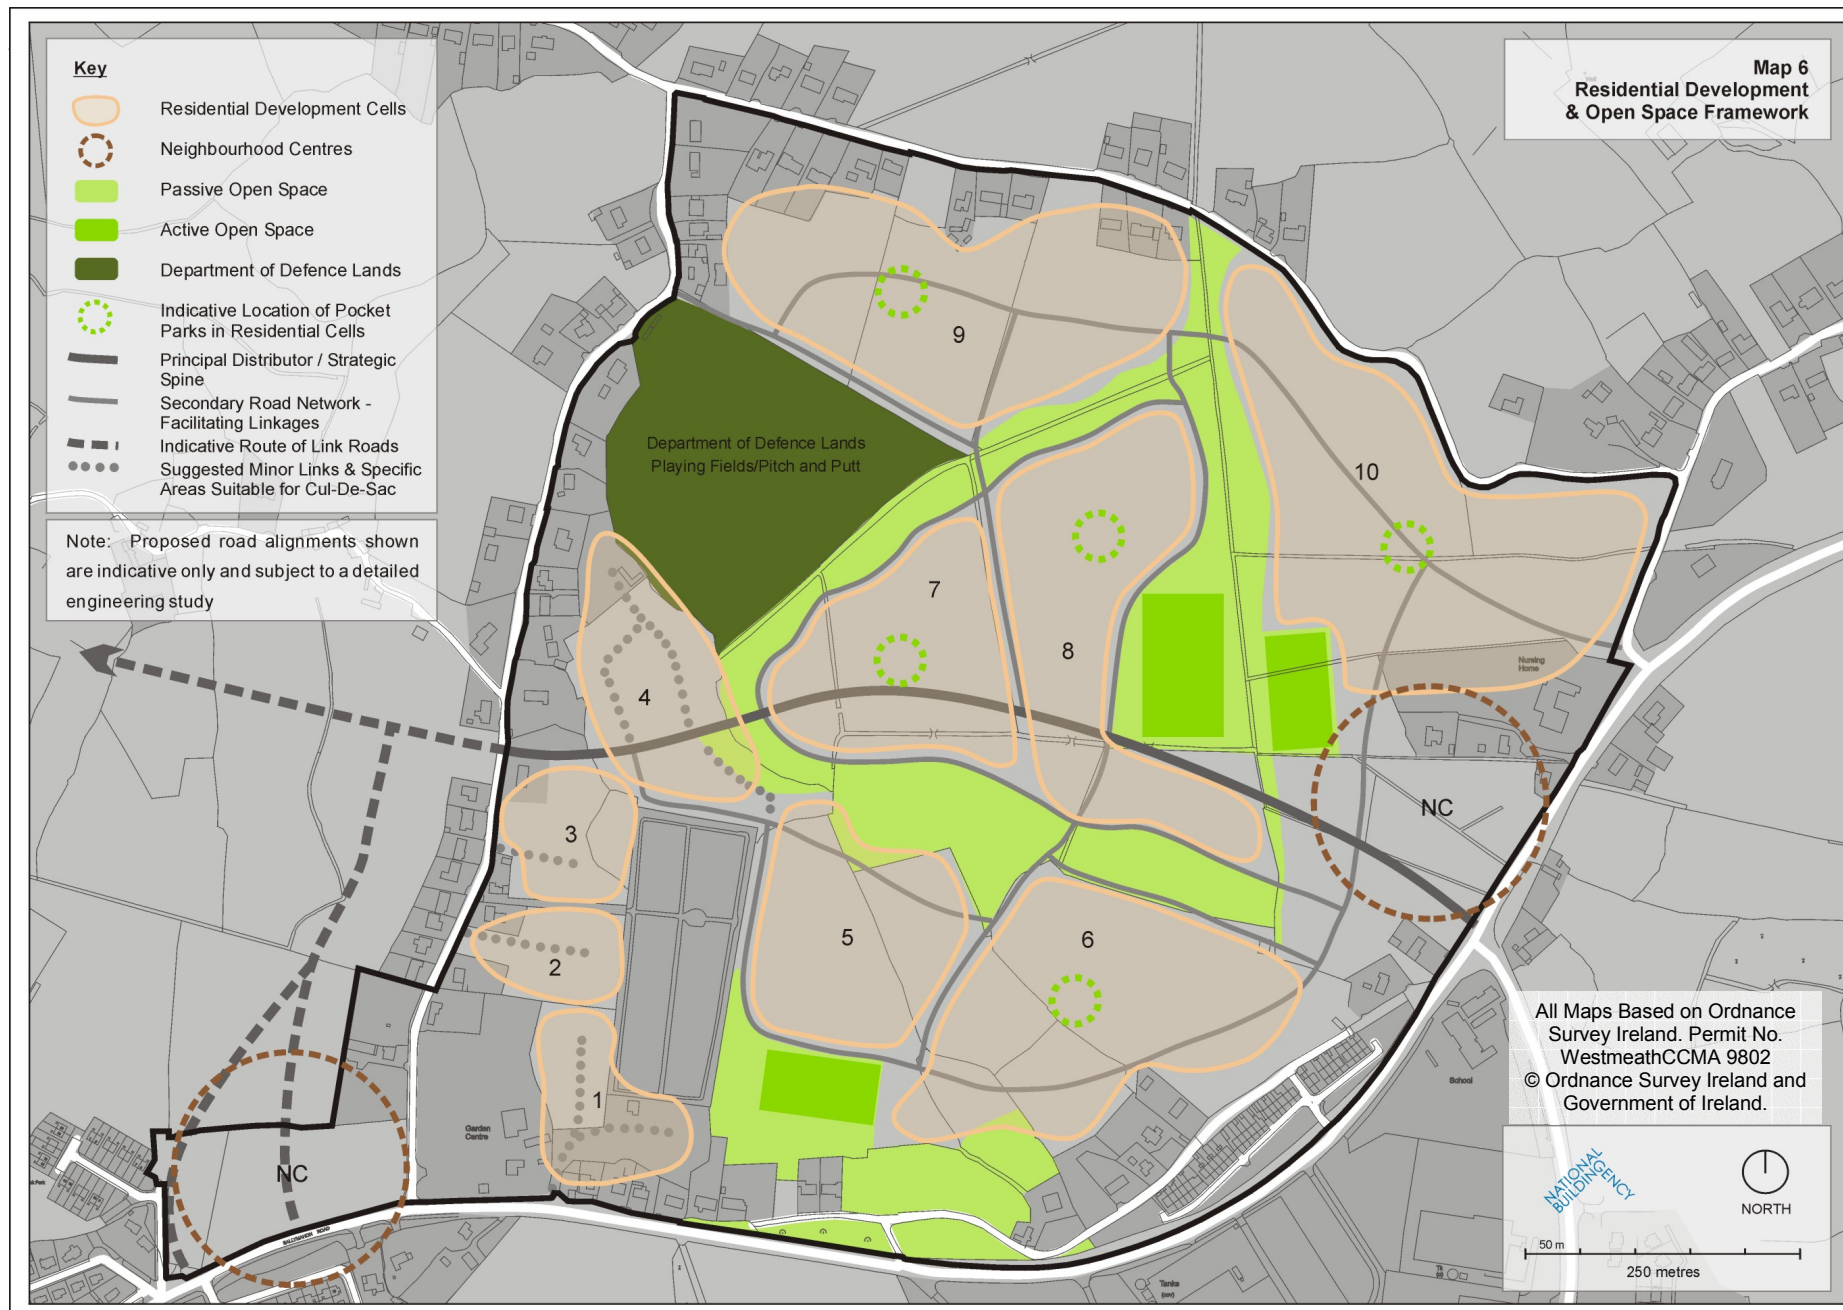 Key
Residential Development Cells
Neighbourhood Centres
Passive Open Space
Active Open Space
Department of Defence Lands
Indicative Location of Pocket
Parks in Residential Cells
Principal Distributor / Strategic
Spine
Secondary Road Network -
Facilitating Linkages
Indicative Route of Link Roads
Suggested Minor Links & Specific
Areas Suitable for Cul-De-Sac
Note: Proposed road alignments shown
are indicative only and subject to a detailed
engineering study
Map 6
Residential Development
& Open Space Framework
9
Department of Defence Lands
Playing Fields/Pitch and Putt
10
7
8
4
Nursing
Home
NC
3
5
6
2
1
Garden
Centre
NC
School
Tanks
All Maps Based on Ordnance
Survey Ireland. Permit No.
WestmeathCCMA 9802
© Ordnance Survey Ireland and
Government of Ireland.
NATIONAL
BUILDINGENCY
NORTH
50 m
250 metres